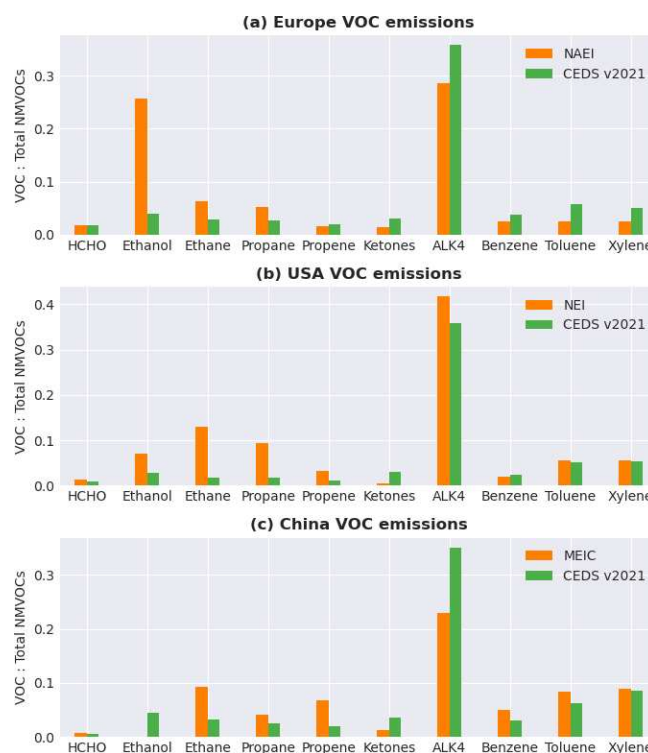 (a) Europe VOC emissions
VOC : Total NMVOCs
0.3
0.2
0.1
0.0
NAEI
CEDS v2021
HCHO Ethanol Ethane Propane Propene Ketones ALK4 Benzene Toluene Xylene
(b) USA VOC emissions
VOC : Total NMVOCs
0.4
0.3
0.2
0.1
0.0
NEI
CEDS v2021
HCHO Ethanol Ethane Propane Propene Ketones ALK4 Benzene Toluene Xylene
(c) China VOC emissions
VOC : Total NMVOCs
0.3
0.2
0.1
0.0
MEIC
CEDS v2021
HCHO Ethanol Ethane Propane Propene Ketones ALK4 Benzene Toluene Xylene